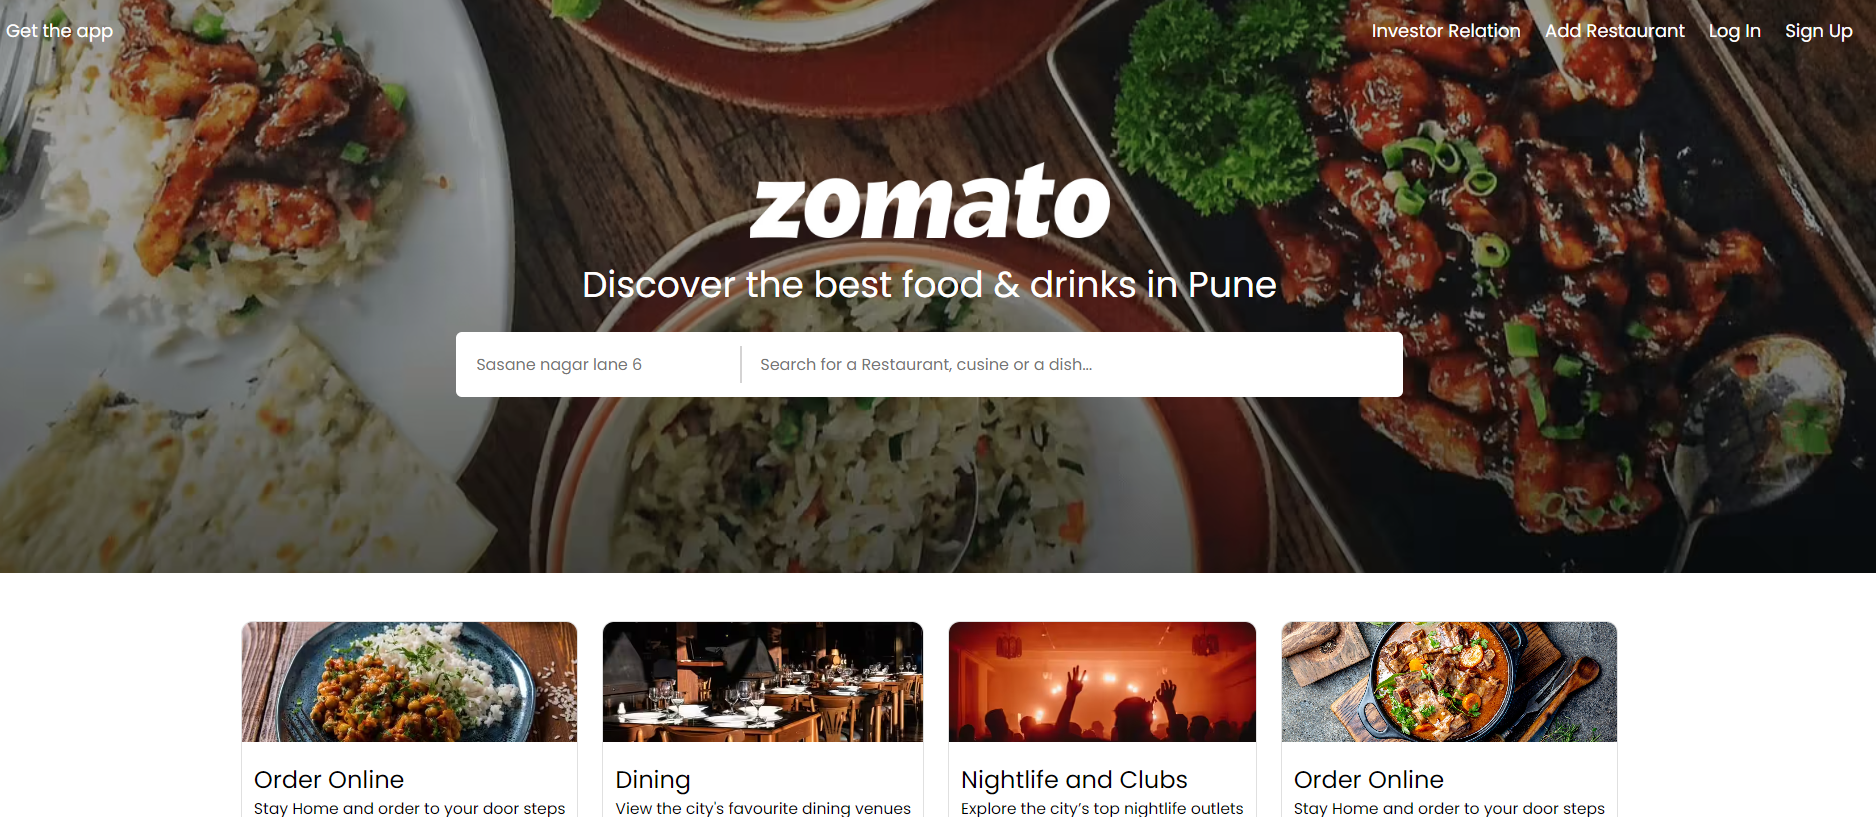 Get the app
Investor Relation Add Restaurant Log In Sign Up
zomato
Discover the best food & drinks in Pune
Sasane nagar lane 6
Search for a Restaurant, cusine or a dish...
Order Online
Stay Home and order to your door steps
Dining
View the city's favourite dining venues
Nightlife and Clubs
Explore the city’s top nightlife outlets
Order Online
Stay Home and order to your door steps